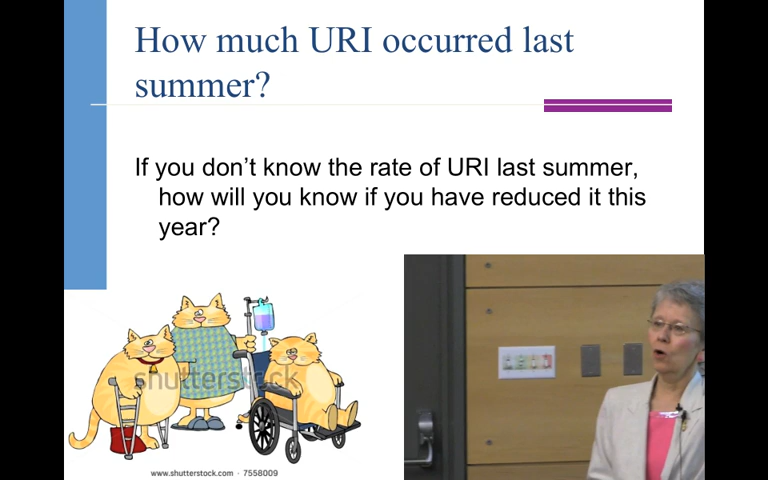 How much URI occurred last
summer?
If you don't know the rate of URI last summer,
how will you know if you have reduced it this
year?
shutterstock
www.shutterstock.com · 7558009